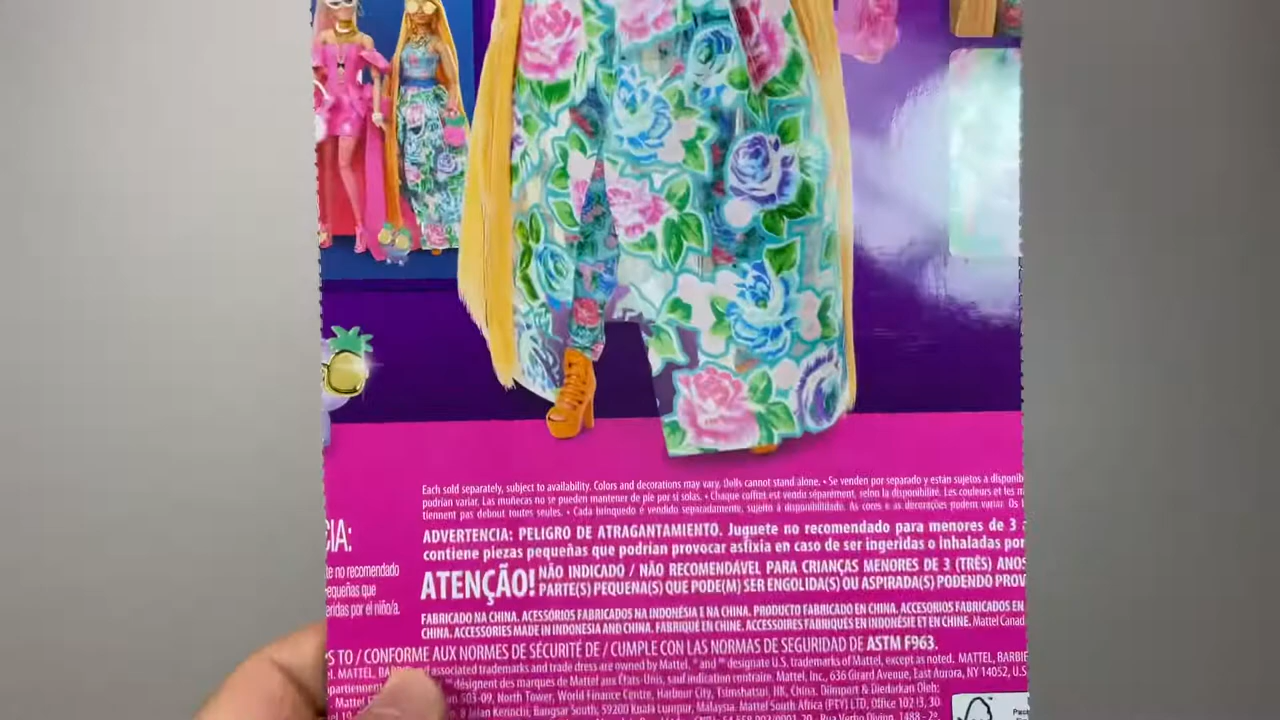 Each sold separately, subject to availability. Colors and decorations may vary. Dolls cannot stand alone. • Se venden por separado y están sujetos a disponib
podrían variar. Las muñecas no se pueden mantener de pie por sí solas. • Chaque coffret est vendu séparément, selon la disponibilité. Les couleurs et les m
tiennent pas debout toutes seules. • Cada brinquedo é vendido separadamente, sujeito à disponibilidade. As cores e as decorações podem variar. Os
CIA:
te no recomendado
equeñas que
eridas por el niño/a.
ADVERTENCIA: PELIGRO DE ATRAGANTAMIENTO. Juguete no recomendado para menores de 3
contiene piezas pequeñas que podrían provocar asfixia en caso de ser ingeridas o inhaladas por
ATENÇÃO! NÃO INDICADO / NÃO RECOMENDÁVEL PARA CRIANÇAS MENORES DE 3 (TRÊS) ANOS
PARTE(S) PEQUENA(S) QUE PODE(M) SER ENGOLIDA(S) OU ASPIRADA(S) PODENDO PROV
FABRICADO NA CHINA. ACESSÓRIOS FABRICADOS NA INDONÉSIA E NA CHINA. PRODUCTO FABRICADO EN CHINA. ACCESORIOS FABRICADOS EN
CHINA. ACCESSORIES MADE IN INDONESIA AND CHINA. FABRIQUÉ EN CHINE. ACCESSOIRES FABRIQUÉS EN INDONÉSIE ET EN CHINE. Mattel Canad
S TO / CONFORME AUX NORMES DE SÉCURITÉ DE / CUMPLE CON LAS NORMAS DE SEGURIDAD DE ASTM F963.
MATTEL, associated trademarks and trade dress are owned by Mattel. ® and ™ designate U.S. trademarks of Mattel, except as noted. MATTEL, BARBIE
désignent des marques de Mattel aux États-Unis, sauf indication contraire. Mattel, Inc., 636 Girard Avenue, East Aurora, NY 14052, U.S
503-09, North Tower, World Finance Centre, Harbour City, Tsimshatsui, HK, China. Diimport & Diedarkan Oleh:
Jalan Kerinchi, Bangsar South, 59200 Kuala Lumpur, Malaysia. Mattel South Africa (PTY) LTD, Office 102 I3, 30